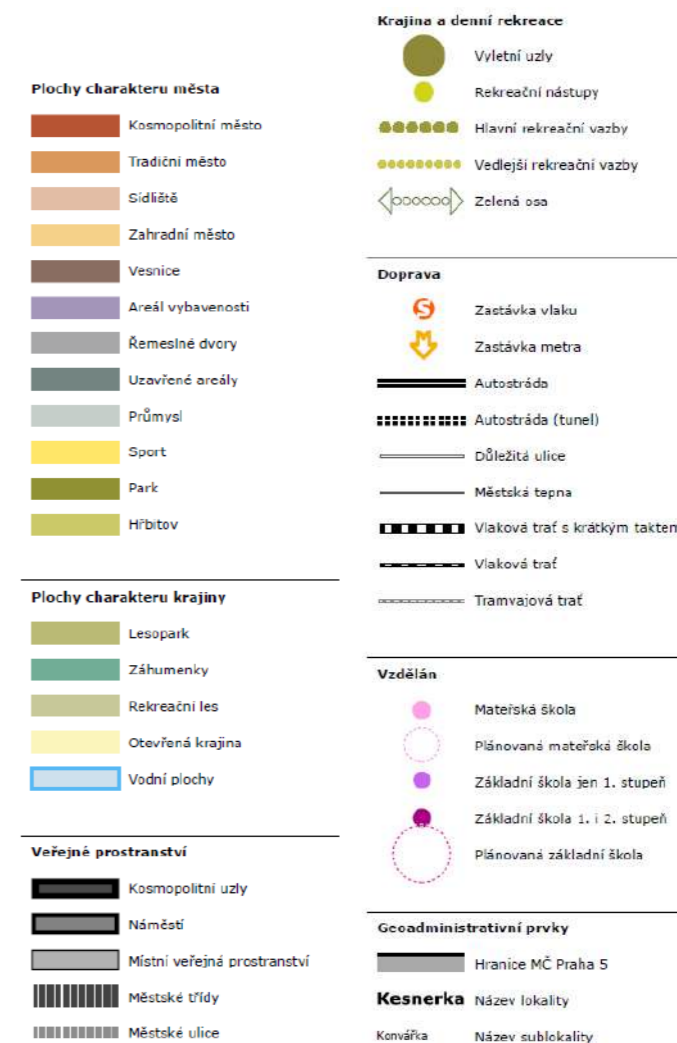 Plochy charakteru města
Kosmopolitní město
Tradiční město
Sídliště
Zahradní město
Vesnice
Areál vybavenosti
Řemeslné dvory
Uzavřené areály
Průmysl
Sport
Park
Hřbitov
Plochy charakteru krajiny
Lesopark
Záhumenky
Rekreační les
Otevřená krajina
Vodní plochy
Veřejné prostranství
Kosmopolitní uzly
Náměstí
Místní veřejná prostranství
Městské třídy
Městské ulice
Krajina a denní rekreace
Vyletní uzly
Rekreační nástupy
Hlavní rekreační vazby
Vedlejší rekreační vazby
Zelená osa
Doprava
S Zastávka vlaku
M Zastávka metra
Autostráda
Autostráda (tunel)
Důležitá ulice
Městská tepna
Vlaková trať s krátkým taktem
Vlaková trať
Tramvajová trať
Vzdělán
Mateřská škola
Plánovaná mateřská škola
Základní škola jen 1. stupeň
Základní škola 1. i 2. stupeň
Plánovaná základní škola
Geoadministrativní prvky
Hranice MČ Praha 5
Kesnerka Název lokality
Konvářka Název sublokality